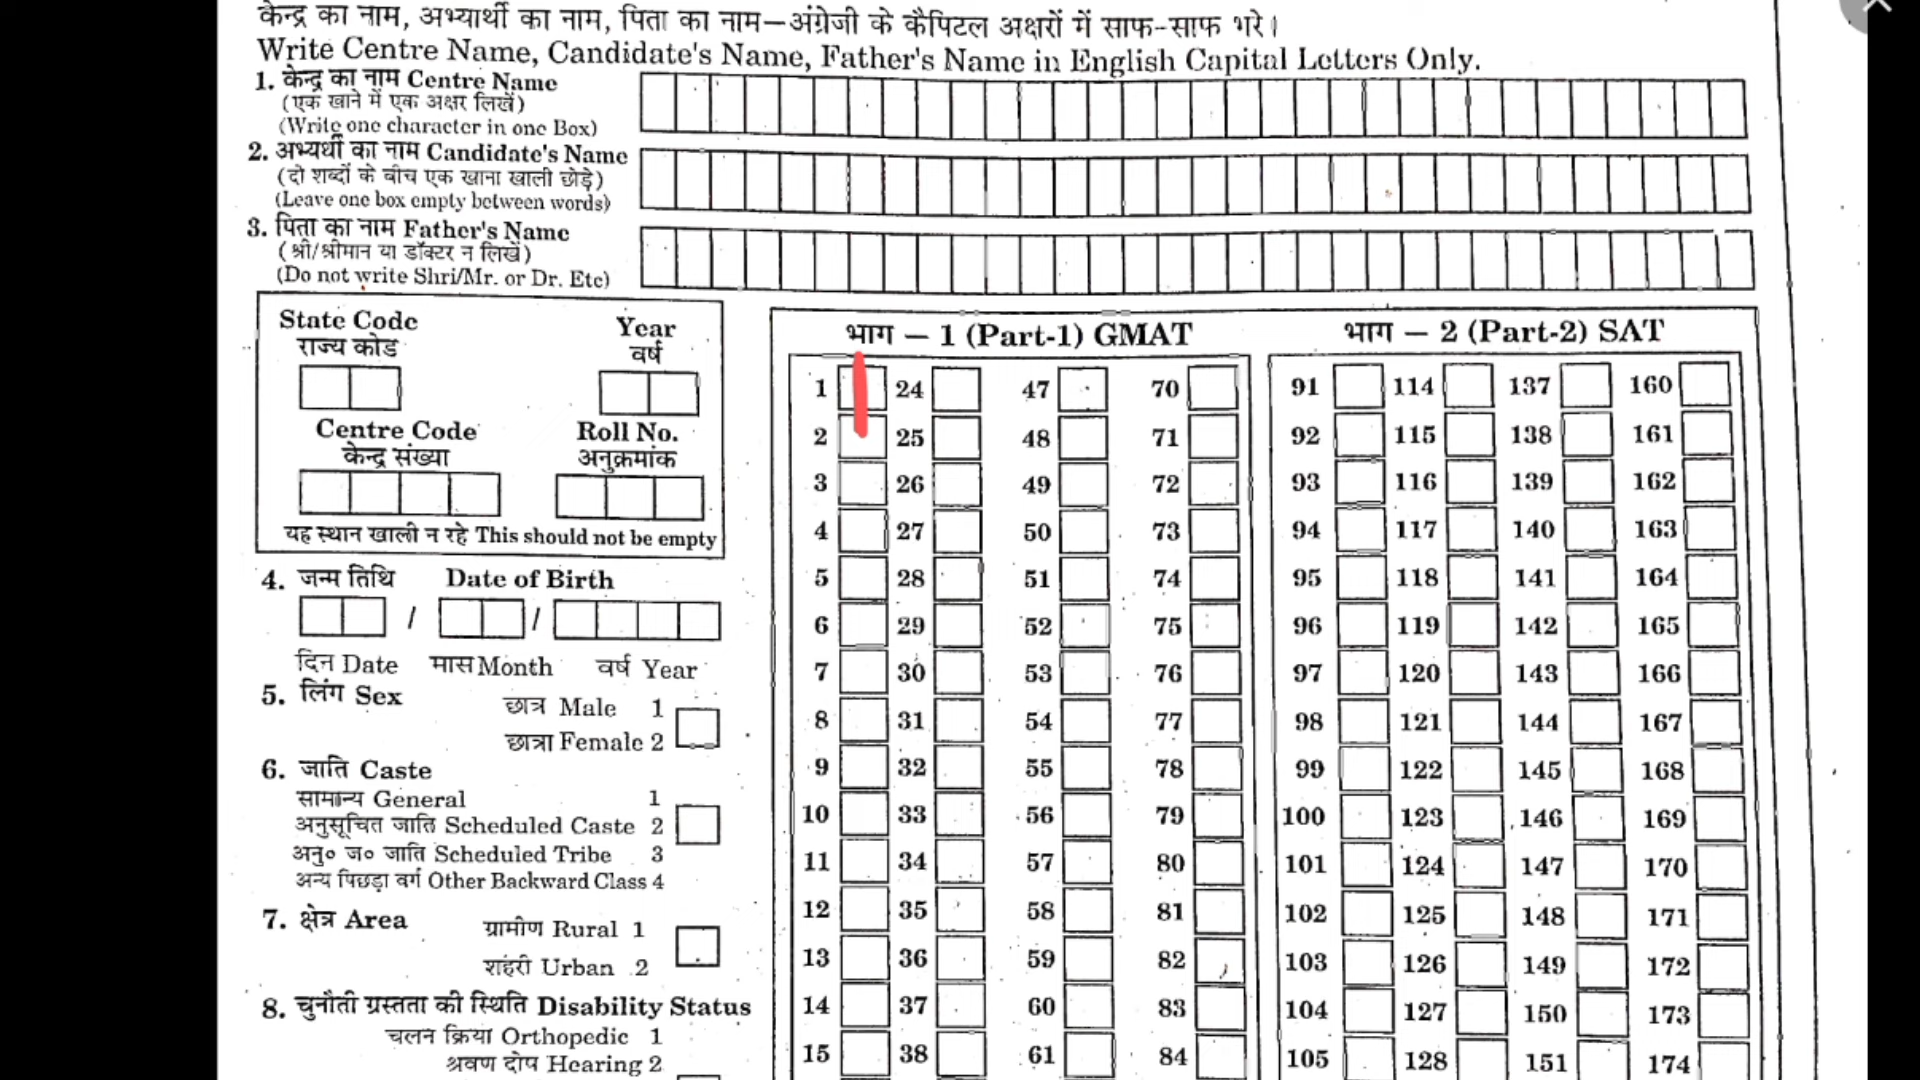 केन्द्र का नाम, अभ्यार्थी का नाम, पिता का नाम–अंग्रेजी के कैपिटल अक्षरों में साफ-साफ भरे।
Write Centre Name, Candidate's Name, Father's Name in English Capital Letters Only.
1. केन्द्र का नाम Centre Name
(एक खाने में एक अक्षर लिखें)
(Write one character in one Box)
2. अभ्यर्थी का नाम Candidate's Name
(दो शब्दों के बीच एक खाना खाली छोड़े)
(Leave one box empty between words)
3. पिता का नाम Father's Name
(श्री/श्रीमान या डॉक्टर न लिखें)
(Do not write Shri/Mr. or Dr. Etc)
State Code Year
राज्य कोड वर्ष
Centre Code Roll No.
केन्द्र संख्या अनुक्रमांक
यह स्थान खाली न रहे This should not be empty
4. जन्म तिथि Date of Birth
/ /
दिन Date मास Month वर्ष Year
5. लिंग Sex छात्र Male 1
छात्रा Female 2
6. जाति Caste
सामान्य General 1
अनुसूचित जाति Scheduled Caste 2
अनु० ज० जाति Scheduled Tribe 3
अन्य पिछड़ा वर्ग Other Backward Class 4
7. क्षेत्र Area ग्रामीण Rural 1
शहरी Urban 2
8. चुनौती ग्रस्तता की स्थिति Disability Status
चलन क्रिया Orthopedic 1
श्रवण दोष Hearing 2
भाग – 1 (Part-1) GMAT
1 24 47 70
2 25 48 71
3 26 49 72
4 27 50 73
5 28 51 74
6 29 52 75
7 30 53 76
8 31 54 77
9 32 55 78
10 33 56 79
11 34 57 80
12 35 58 81
13 36 59 82
14 37 60 83
15 38 61 84
भाग – 2 (Part-2) SAT
91 114 137 160
92 115 138 161
93 116 139 162
94 117 140 163
95 118 141 164
96 119 142 165
97 120 143 166
98 121 144 167
99 122 145 168
100 123 146 169
101 124 147 170
102 125 148 171
103 126 149 172
104 127 150 173
105 128 151 174